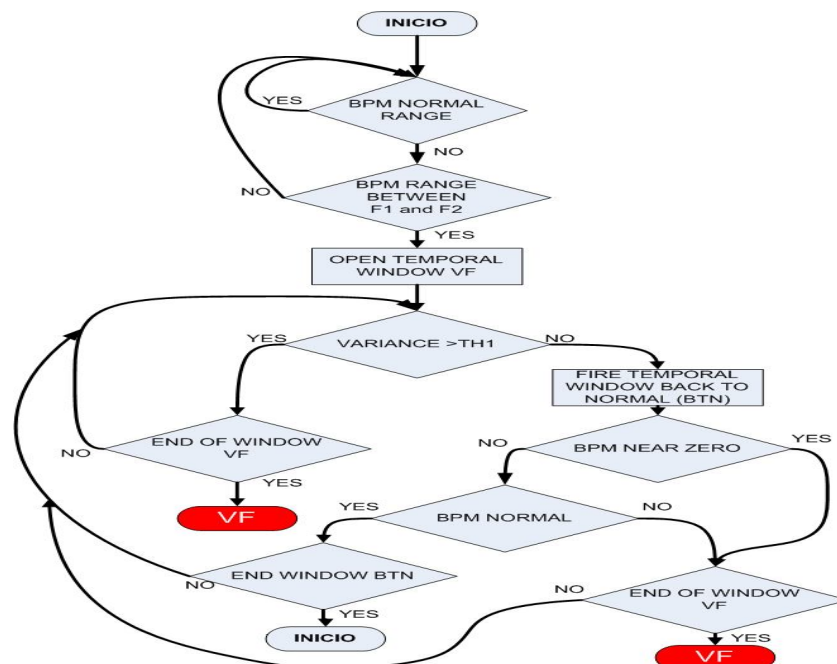 INICIO
YES
BPM NORMAL
RANGE
NO
NO
BPM RANGE
BETWEEN
F1 and F2
YES
OPEN TEMPORAL
WINDOW VF
YES
VARIANCE >TH1
NO
FIRE TEMPORAL
WINDOW BACK TO
NORMAL (BTN)
NO
END OF WINDOW
VF
YES
VF
NO
BPM NEAR ZERO
YES
YES
BPM NORMAL
NO
NO
END WINDOW BTN
YES
INICIO
NO
END OF WINDOW
VF
YES
VF